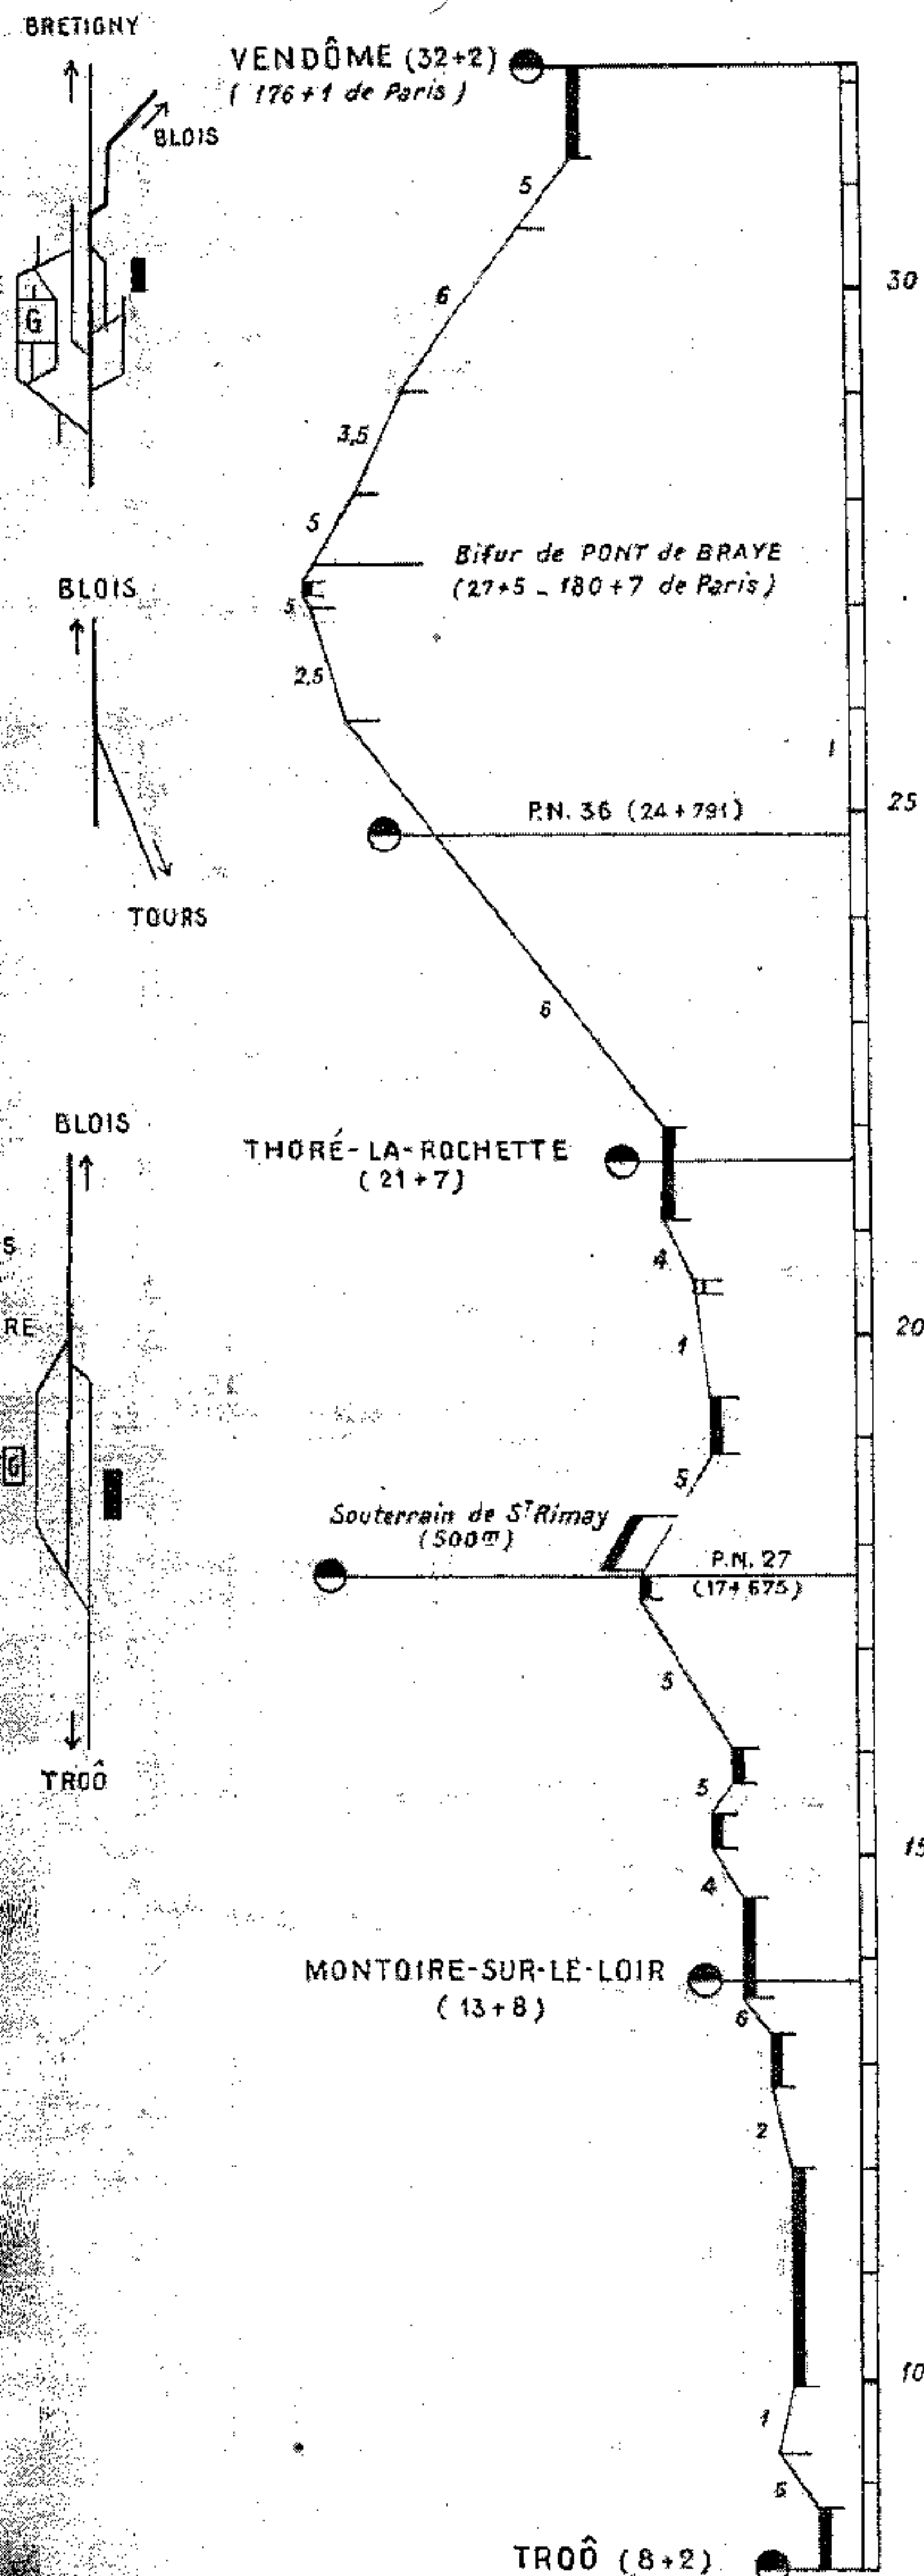 BRETIGNY
VENDÔME (32+2)
( 176+1 de Paris )
BLOIS
5
30
6
G
3,5
5
Bifur de PONT de BRAYE
(27+5 _ 180+7 de Paris)
BLOIS
5
2,5
25
P.N. 36 (24+791)
TOURS
6
BLOIS
THORÉ-LA-ROCHETTE
( 21+7)
S
4
RE
20
1
G
5
Souterrain de St Rimay
(500m)
P.N. 27
(17+675)
5
TROÔ
5
15
4
MONTOIRE-SUR-LE-LOIR
( 13+8)
6
2
10
1
TROÔ (8+2)